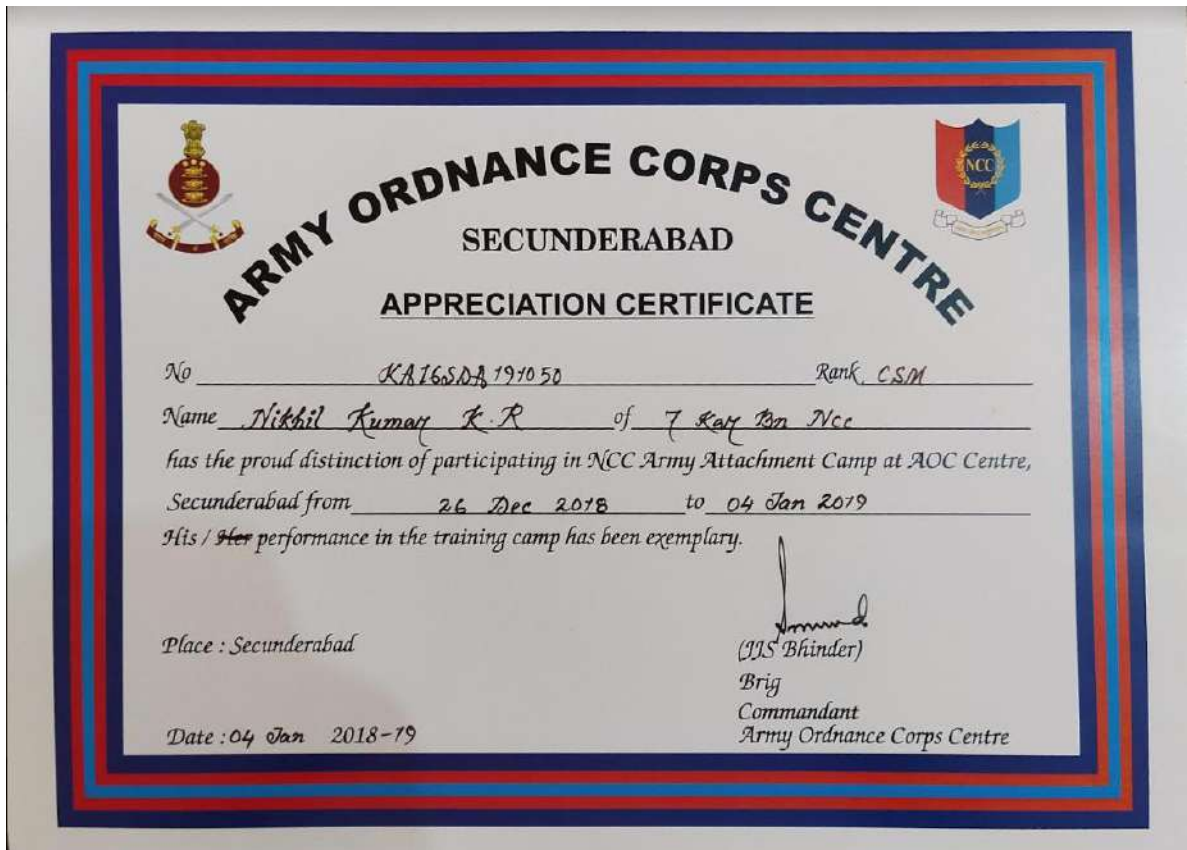 ARMY ORDNANCE CORPS CENTRE
NCC
SECUNDERABAD
APPRECIATION CERTIFICATE
No KA16SDA191050 Rank CSM
Name Nikhil Kumar K.R of 7 Kar Bn Ncc
has the proud distinction of participating in NCC Army Attachment Camp at AOC Centre,
Secunderabad from 26 Dec 2018 to 04 Jan 2019
His / Her performance in the training camp has been exemplary.
Place : Secunderabad
(IJS Bhinder)
Brig
Commandant
Date : 04 Jan 2018-19
Army Ordnance Corps Centre